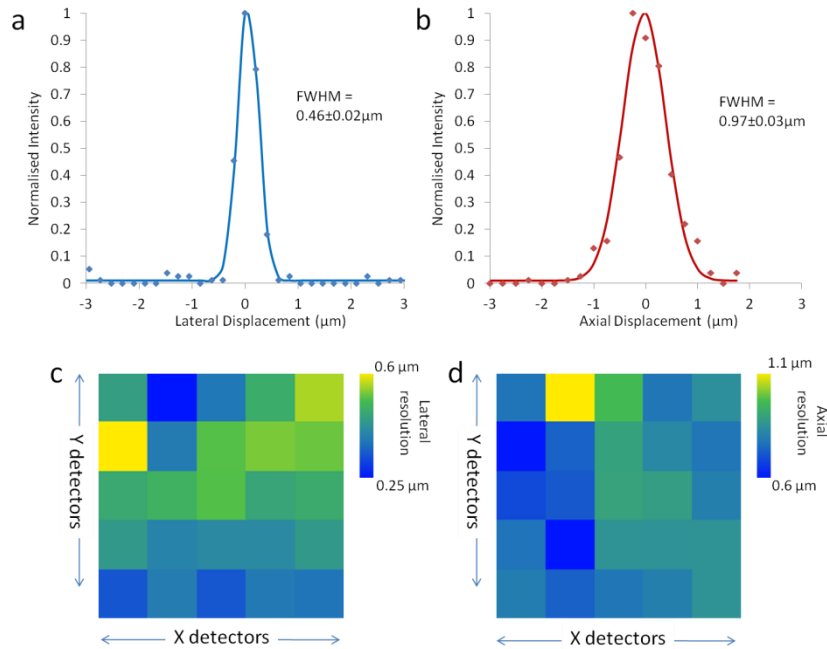 a
1
0.9
0.8
0.7
0.6
0.5
0.4
0.3
0.2
0.1
0
Normalised Intensity
FWHM =
0.46±0.02µm
-3 -2 -1 0 1 2 3
Lateral Displacement (µm)
b
1
0.9
0.8
0.7
0.6
0.5
0.4
0.3
0.2
0.1
0
Normalised Intensity
FWHM =
0.97±0.03µm
-3 -2 -1 0 1 2 3
Axial Displacement (µm)
c
Y detectors
X detectors
0.6 µm
Lateral
resolution
0.25 µm
d
Y detectors
X detectors
1.1 µm
Axial
resolution
0.6 µm